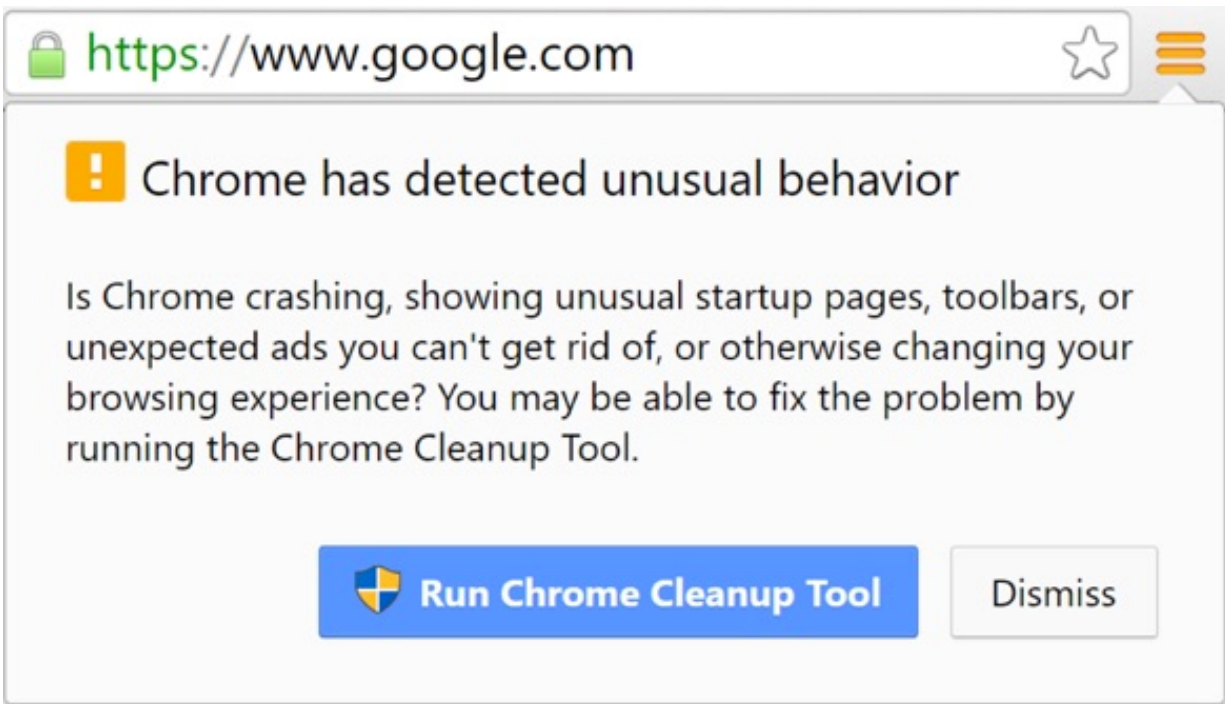 https://www.google.com
Chrome has detected unusual behavior
Is Chrome crashing, showing unusual startup pages, toolbars, or
unexpected ads you can't get rid of, or otherwise changing your
browsing experience? You may be able to fix the problem by
running the Chrome Cleanup Tool.
Run Chrome Cleanup Tool
Dismiss